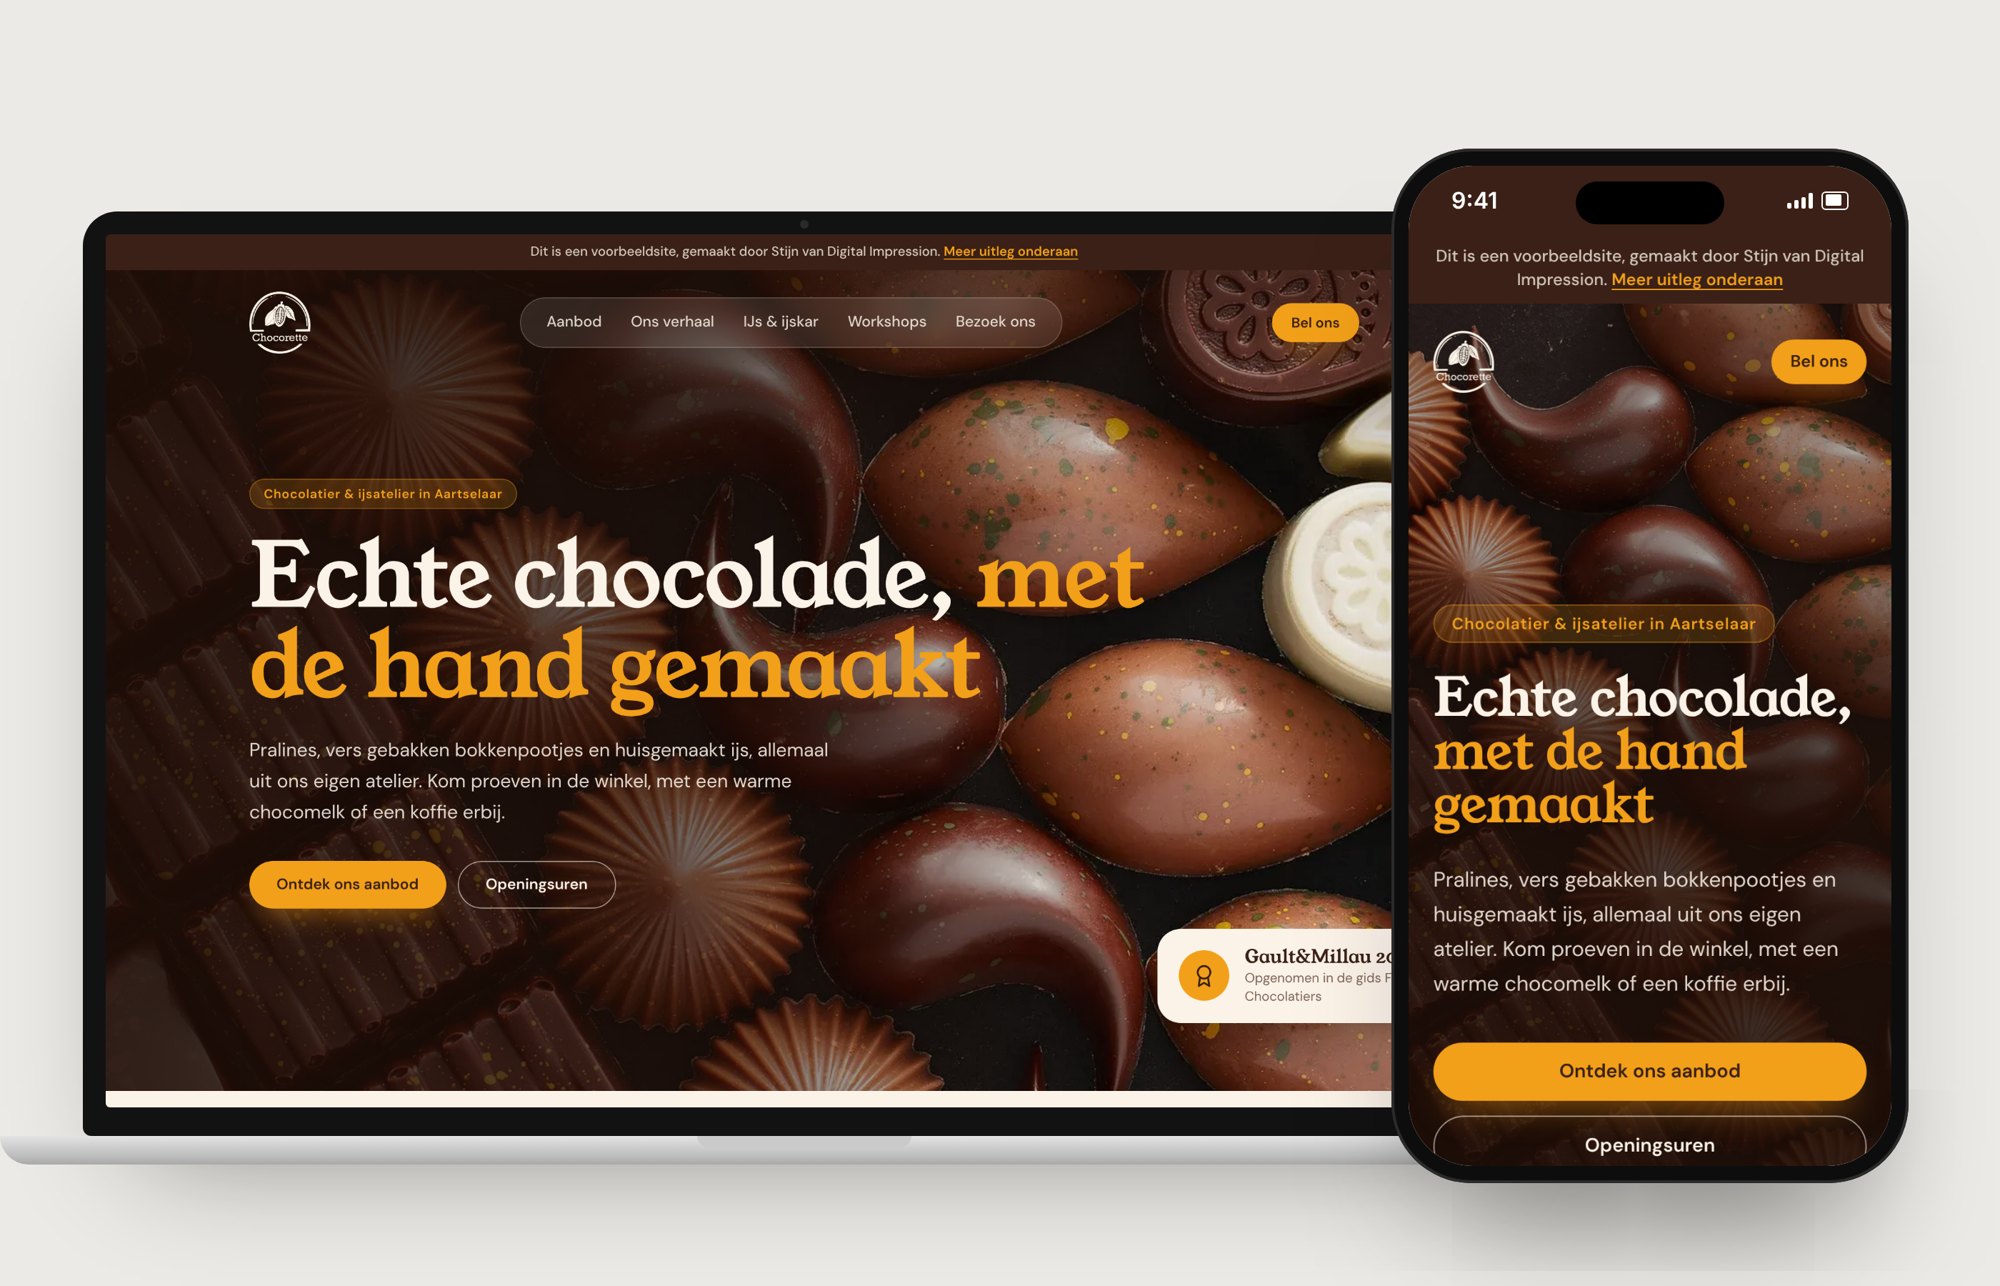 Dit is een voorbeeldsite, gemaakt door Stijn van Digital Impression. Meer uitleg onderaan
Chocorette
Aanbod Ons verhaal IJs & ijskar Workshops Bezoek ons
Bel ons
Chocolatier & ijsatelier in Aartselaar
Echte chocolade, met
de hand gemaakt
Pralines, vers gebakken bokkenpootjes en huisgemaakt ijs, allemaal
uit ons eigen atelier. Kom proeven in de winkel, met een warme
chocomelk of een koffie erbij.
Ontdek ons aanbod
Openingsuren
Gault&Millau
Opgenomen in de gids
Chocolatiers
9:41
Dit is een voorbeeldsite, gemaakt door Stijn van Digital
Impression. Meer uitleg onderaan
Chocorette
Bel ons
Chocolatier & ijsatelier in Aartselaar
Echte chocolade,
met de hand
gemaakt
Pralines, vers gebakken bokkenpootjes en
huisgemaakt ijs, allemaal uit ons eigen
atelier. Kom proeven in de winkel, met een
warme chocomelk of een koffie erbij.
Ontdek ons aanbod
Openingsuren